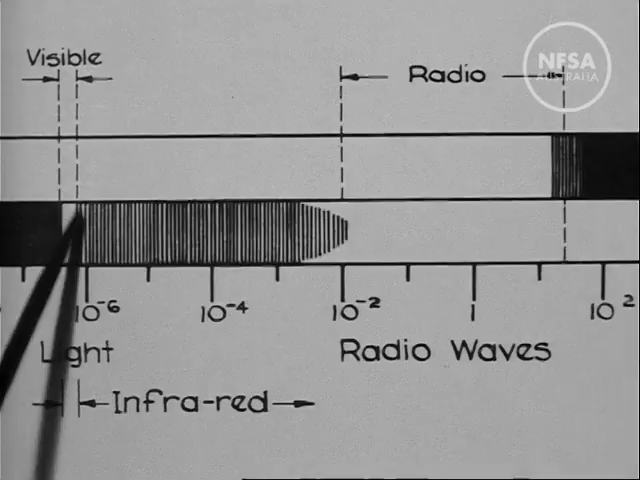 Visible
Radio
NFSA
AUSTRALIA
10⁻⁶ 10⁻⁴ 10⁻² 1 10²
Light Radio Waves
Infra-red